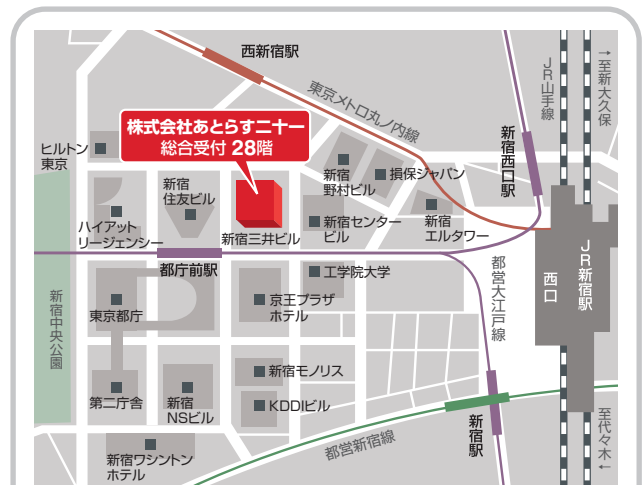 西新宿駅
東京メトロ丸ノ内線
JR山手線
→至新大久保
株式会社あとらす二十一
総合受付 28階
ヒルトン
東京
新宿
住友ビル
新宿
野村ビル
損保ジャパン
新宿西口駅
ハイアット
リージェンシー
新宿三井ビル
新宿センター
ビル
新宿
エルタワー
都庁前駅
工学院大学
都営大江戸線
西口
JR新宿駅
新宿中央公園
東京都庁
京王プラザ
ホテル
新宿モノリス
第二庁舎
新宿
NSビル
KDDIビル
新宿駅
都営新宿線
至代々木←
新宿ワシントン
ホテル